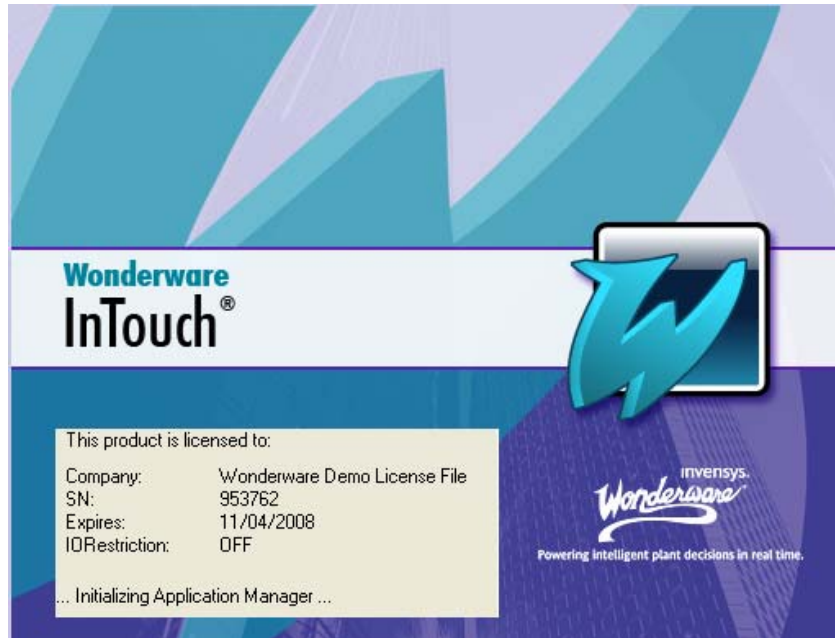 Wonderware
InTouch®
This product is licensed to:
Company: Wonderware Demo License File
SN: 953762
Expires: 11/04/2008
IORestriction: OFF
... Initializing Application Manager ...
invensys.
Wonderware
Powering intelligent plant decisions in real time.